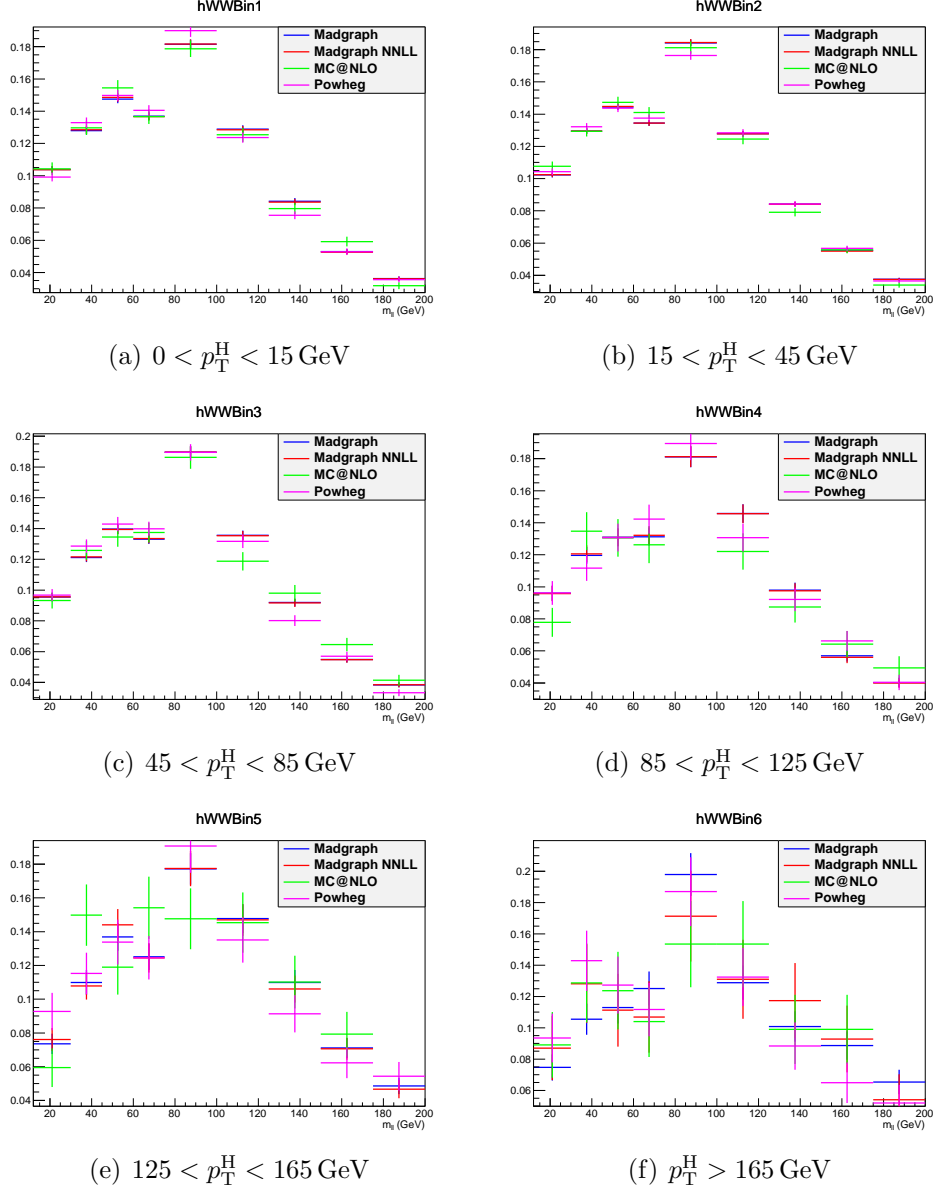 hWWBin1
Madgraph
Madgraph NNLL
MC@NLO
Powheg
0.18
0.16
0.14
0.12
0.1
0.08
0.06
0.04
20 40 60 80 100 120 140 160 180 200
m_ll (GeV)
(a) 0 < p_T^H < 15 GeV
hWWBin2
Madgraph
Madgraph NNLL
MC@NLO
Powheg
0.18
0.16
0.14
0.12
0.1
0.08
0.06
0.04
20 40 60 80 100 120 140 160 180 200
m_ll (GeV)
(b) 15 < p_T^H < 45 GeV
hWWBin3
Madgraph
Madgraph NNLL
MC@NLO
Powheg
0.2
0.18
0.16
0.14
0.12
0.1
0.08
0.06
0.04
20 40 60 80 100 120 140 160 180 200
m_ll (GeV)
(c) 45 < p_T^H < 85 GeV
hWWBin4
Madgraph
Madgraph NNLL
MC@NLO
Powheg
0.18
0.16
0.14
0.12
0.1
0.08
0.06
0.04
20 40 60 80 100 120 140 160 180 200
m_ll (GeV)
(d) 85 < p_T^H < 125 GeV
hWWBin5
Madgraph
Madgraph NNLL
MC@NLO
Powheg
0.18
0.16
0.14
0.12
0.1
0.08
0.06
0.04
20 40 60 80 100 120 140 160 180 200
m_ll (GeV)
(e) 125 < p_T^H < 165 GeV
hWWBin6
Madgraph
Madgraph NNLL
MC@NLO
Powheg
0.2
0.18
0.16
0.14
0.12
0.1
0.08
0.06
20 40 60 80 100 120 140 160 180 200
m_ll (GeV)
(f) p_T^H > 165 GeV